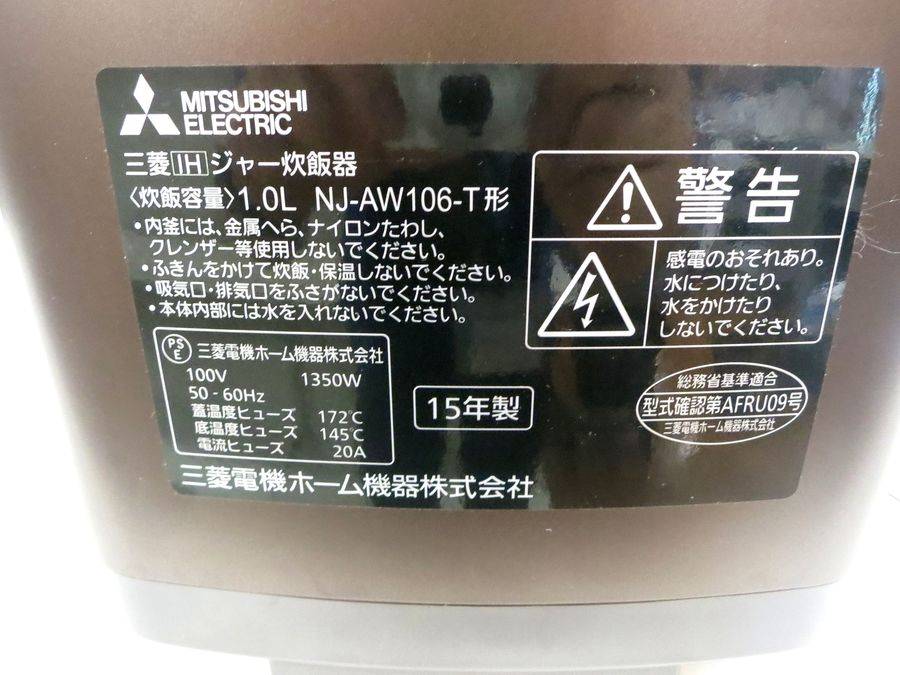 MITSUBISHI
ELECTRIC
三菱IHジャー炊飯器
〈炊飯容量〉1.0L NJ-AW106-T形
•内釜には、金属へら、ナイロンたわし、
クレンザー等使用しないでください。
•ふきんをかけて炊飯・保温しないでください。
•吸気口・排気口をふさがないでください。
•本体内部には水を入れないでください。
警告
感電のおそれあり。
水につけたり、
水をかけたり
しないでください。
PS
E
三菱電機ホーム機器株式会社
100V 1350W
50-60Hz
蓋温度ヒューズ 172℃
底温度ヒューズ 145℃
電流ヒューズ 20A
15年製
総務省基準適合
型式確認第AFRU09号
三菱電機ホーム機器株式会社
三菱電機ホーム機器株式会社